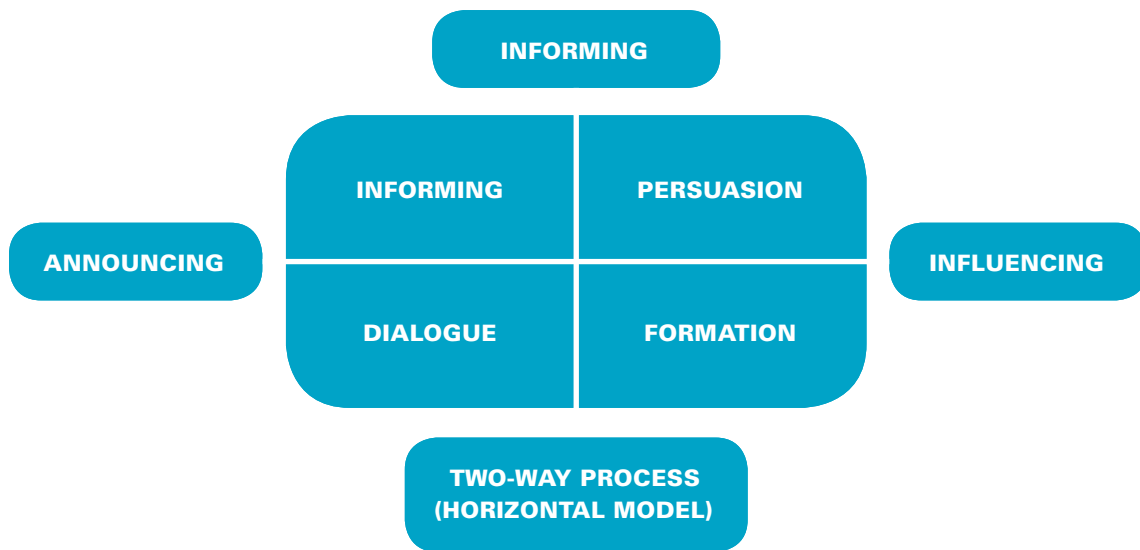 INFORMING
INFORMING
PERSUASION
ANNOUNCING
INFLUENCING
DIALOGUE
FORMATION
TWO-WAY PROCESS
(HORIZONTAL MODEL)